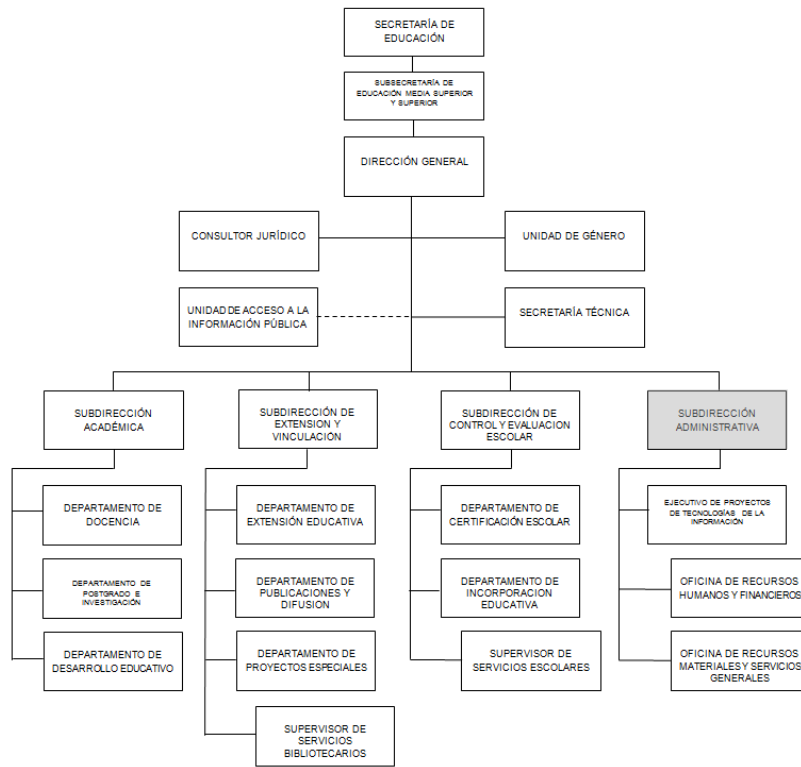 SECRETARÍA DE
EDUCACIÓN
SUBSECRETARÍA DE
EDUCACIÓN MEDIA SUPERIOR
Y SUPERIOR
DIRECCIÓN GENERAL
CONSULTOR JURÍDICO
UNIDAD DE GÉNERO
UNIDAD DE ACCESO A LA
INFORMACIÓN PÚBLICA
SECRETARÍA TÉCNICA
SUBDIRECCIÓN
ACADÉMICA
SUBDIRECCIÓN DE
EXTENSION Y
VINCULACIÓN
SUBDIRECCIÓN DE
CONTROL Y EVALUACION
ESCOLAR
SUBDIRECCIÓN
ADMINISTRATIVA
DEPARTAMENTO DE
DOCENCIA
DEPARTAMENTO DE
EXTENSIÓN EDUCATIVA
DEPARTAMENTO DE
CERTIFICACIÓN ESCOLAR
EJECUTIVO DE PROYECTOS
DE TECNOLOGÍAS DE LA
INFORMACIÓN
DEPARTAMENTO DE
POSTGRADO E
INVESTIGACIÓN
DEPARTAMENTO DE
PUBLICACIONES Y
DIFUSION
DEPARTAMENTO DE
INCORPORACION
EDUCATIVA
OFICINA DE RECURSOS
HUMANOS Y FINANCIEROS
DEPARTAMENTO DE
DESARROLLO EDUCATIVO
DEPARTAMENTO DE
PROYECTOS ESPECIALES
SUPERVISOR DE
SERVICIOS ESCOLARES
OFICINA DE RECURSOS
MATERIALES Y SERVICIOS
GENERALES
SUPERVISOR DE
SERVICIOS
BIBLIOTECARIOS